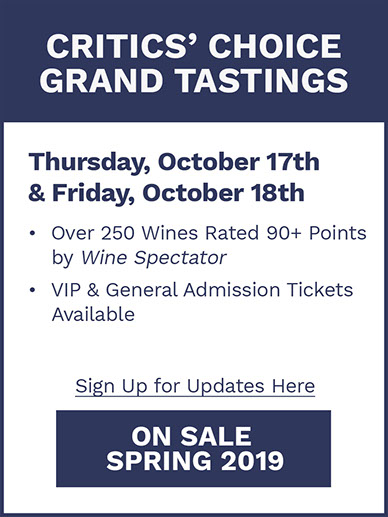 CRITICS’ CHOICE
GRAND TASTINGS
Thursday, October 17th
& Friday, October 18th
• Over 250 Wines Rated 90+ Points
by Wine Spectator
• VIP & General Admission Tickets
Available
Sign Up for Updates Here
ON SALE
SPRING 2019